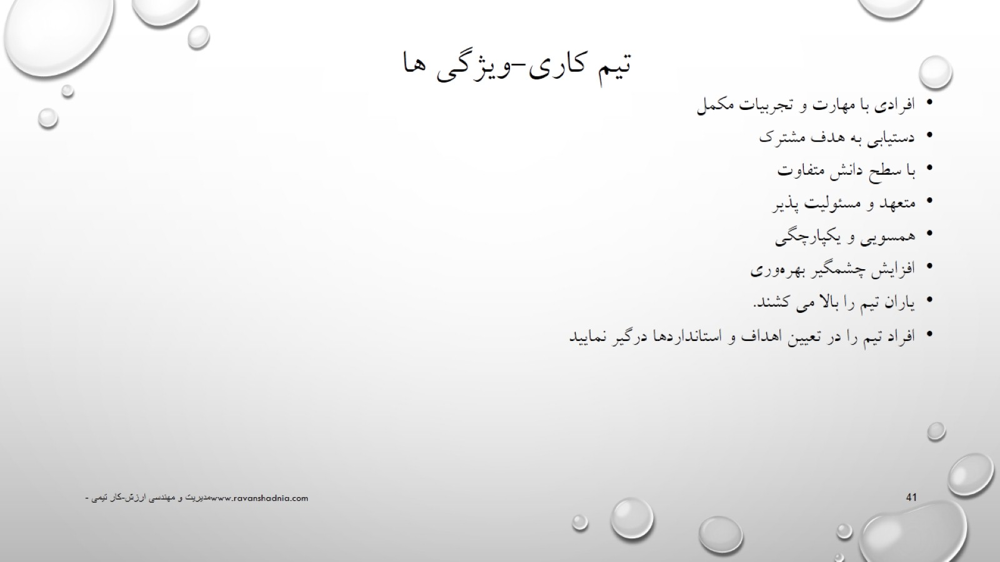 تیم کاری-ویژگی ها
• افرادی با مهارت و تجربیات مکمل
• دستیابی به هدف مشترک
• با سطح دانش متفاوت
• متعهد و مسئولیت پذیر
• همسویی و یکپارچگی
• افزایش چشمگیر بهره‌وری
• یاران تیم را بالا می کشند.
• افراد تیم را در تعیین اهداف و استانداردها درگیر نمایید
مدیریت و مهندسی ارزش-کار تیمی - www.ravanshadnia.com
41